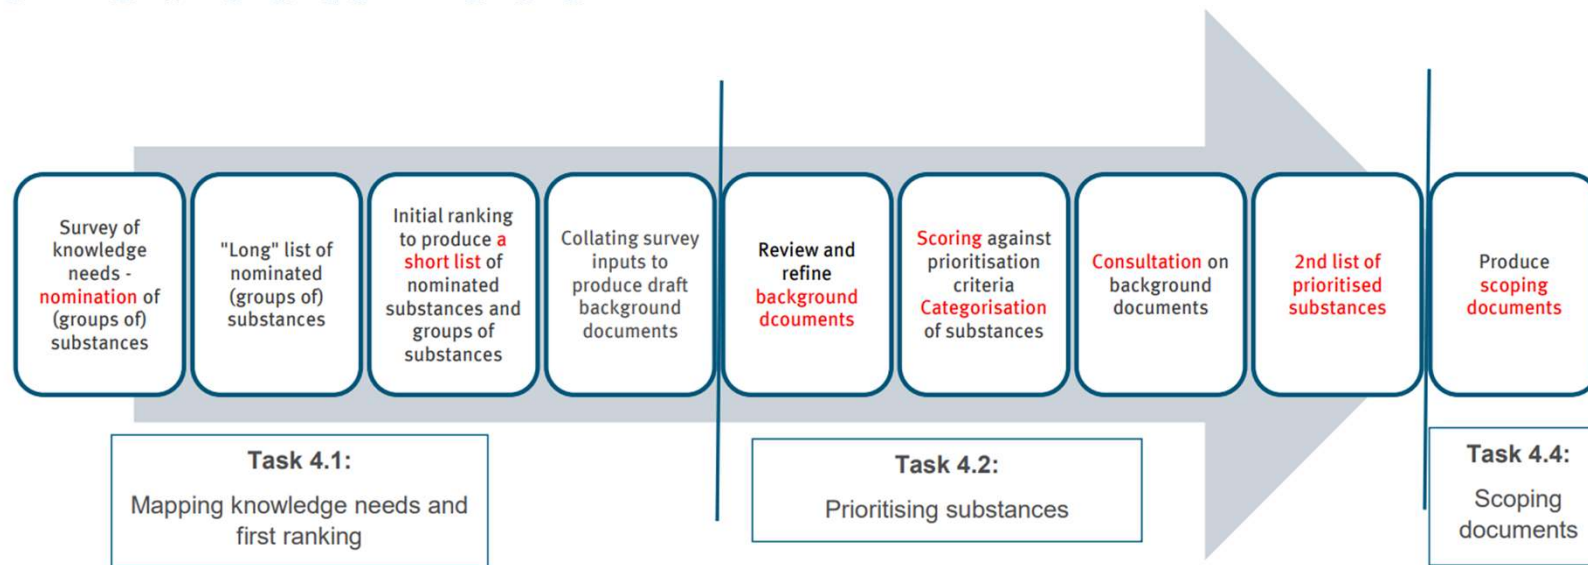 Survey of
knowledge
needs -
nomination of
(groups of)
substances
"Long" list of
nominated
(groups of)
substances
Initial ranking
to produce a
short list of
nominated
substances and
groups of
substances
Collating survey
inputs to
produce draft
background
documents
Review and
refine
background
dcouments
Scoring against
prioritisation
criteria
Categorisation
of substances
Consultation on
background
documents
2nd list of
prioritised
substances
Produce
scoping
documents
Task 4.1:
Mapping knowledge needs and
first ranking
Task 4.2:
Prioritising substances
Task 4.4:
Scoping
documents